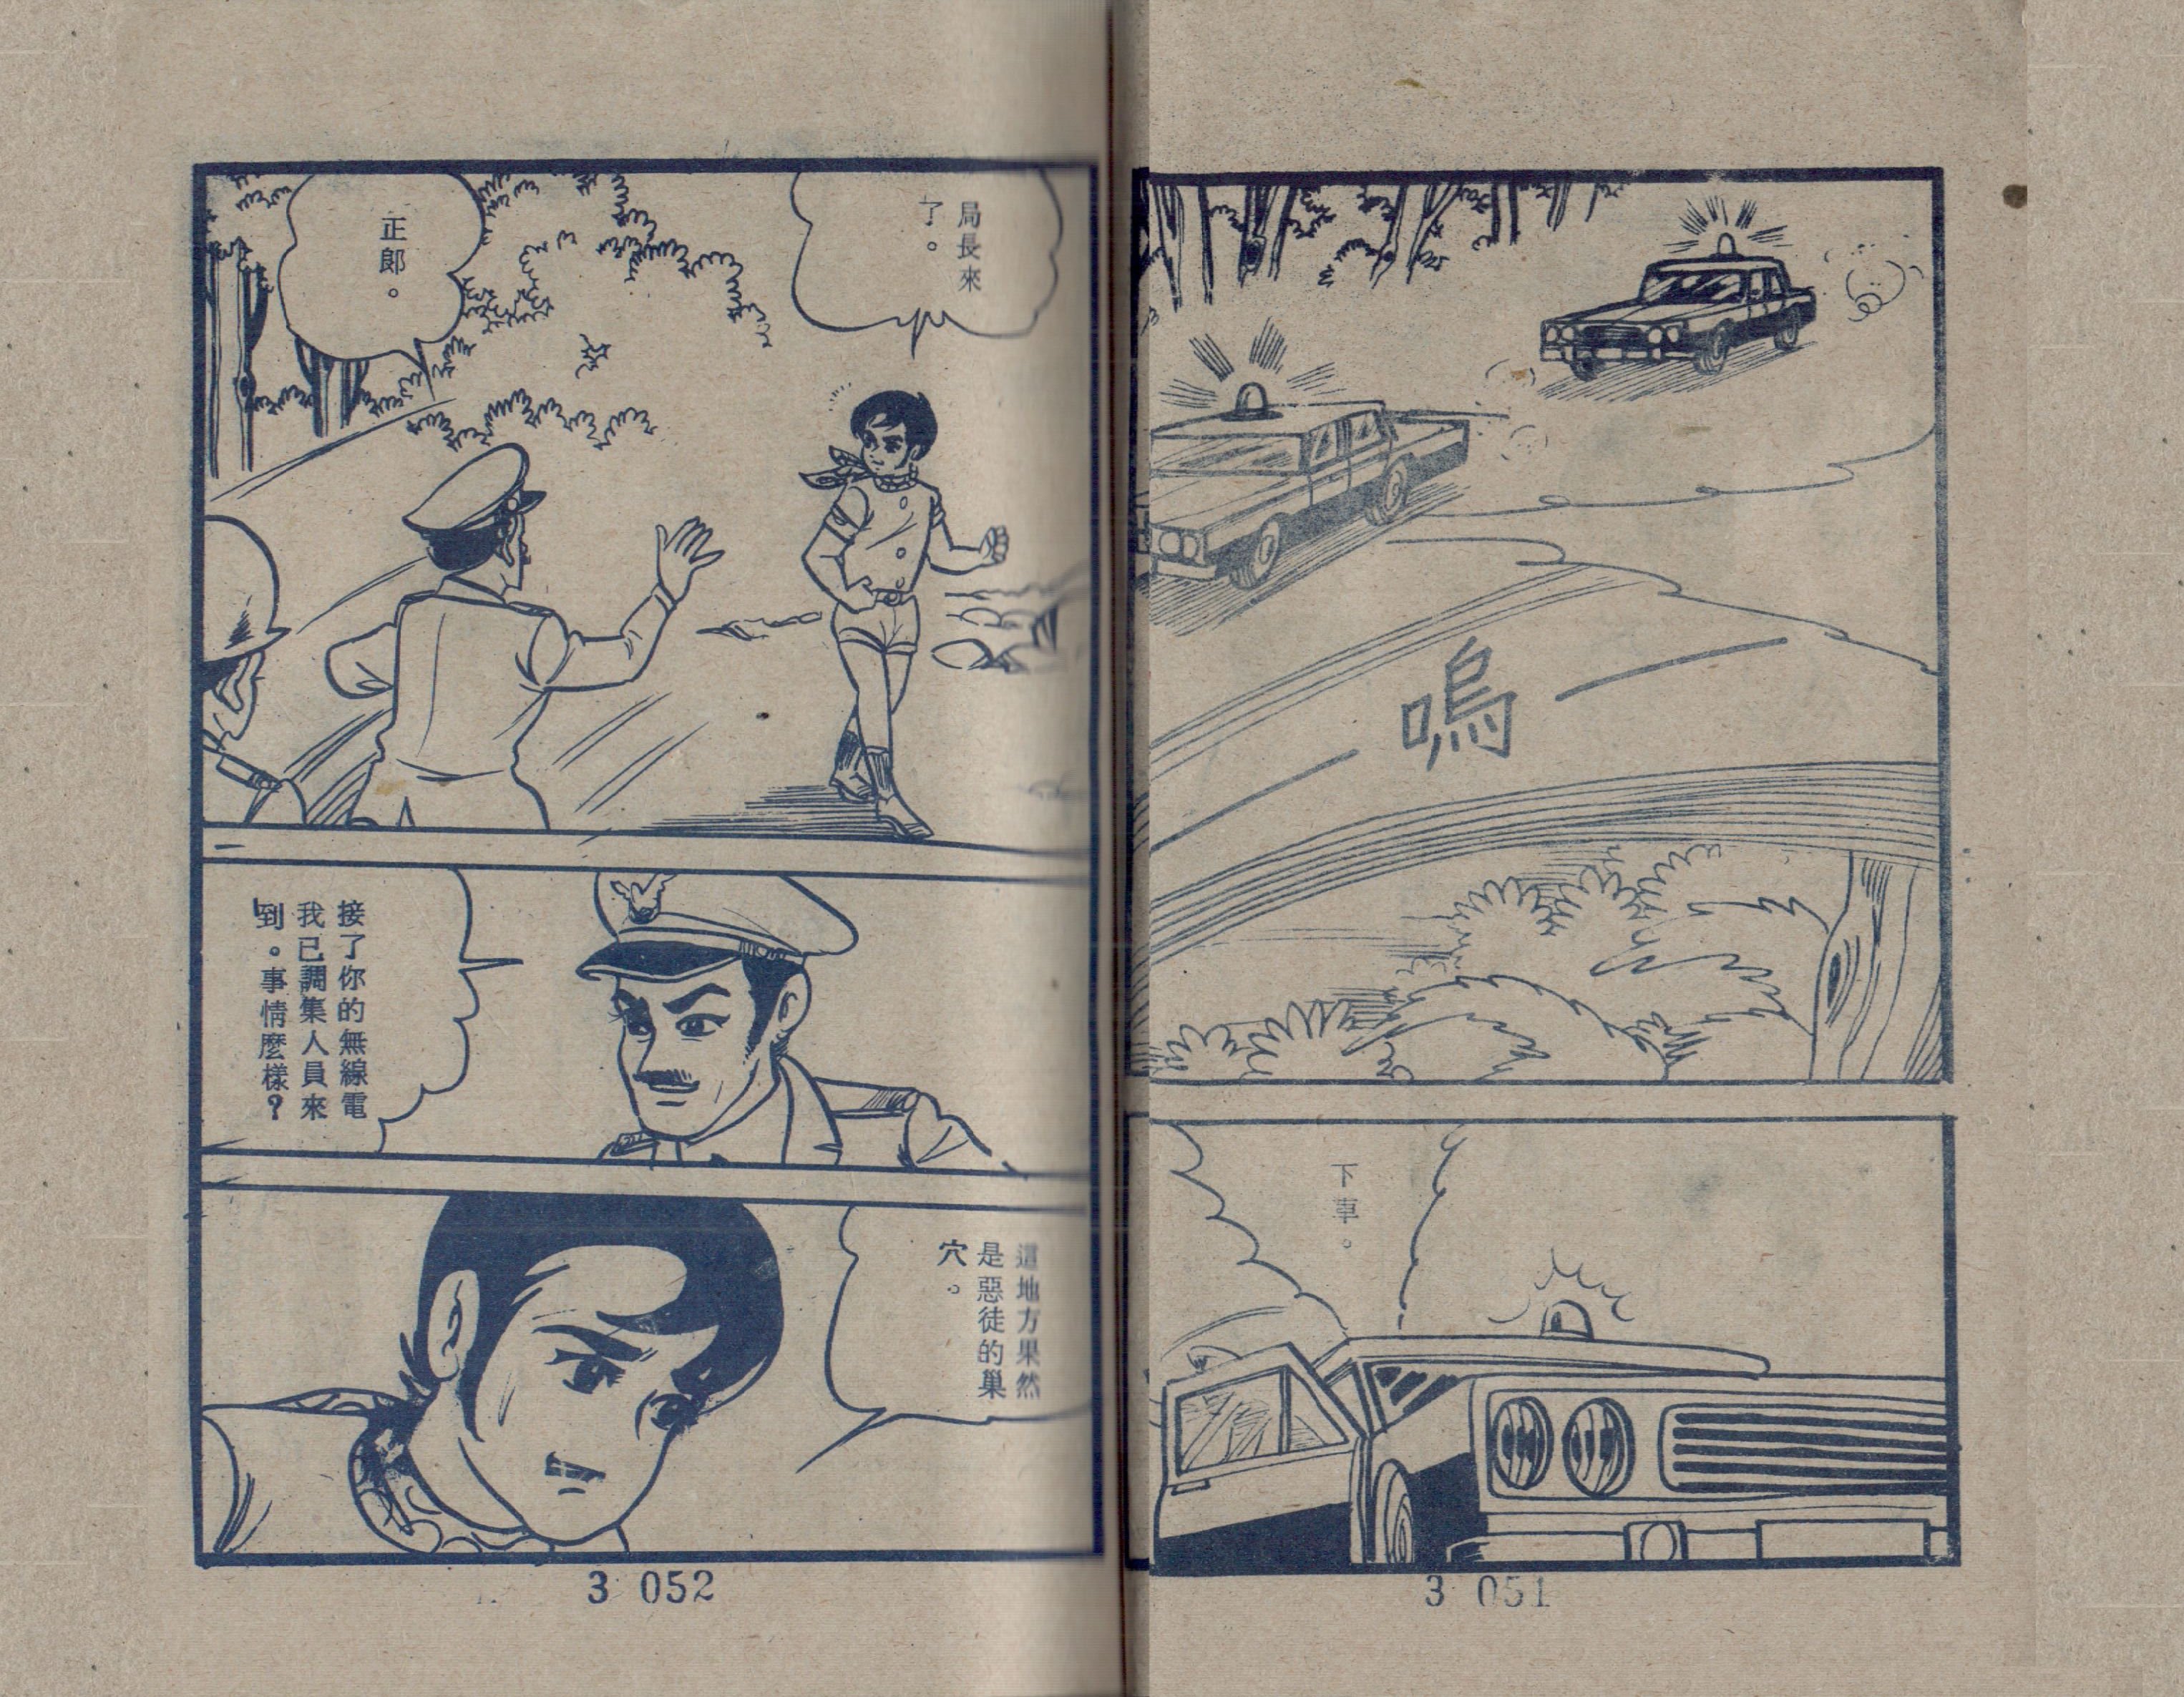 嗚
下車。
3 051
局長來
了。
正郎。
接了你的無線電
我已調集人員來
到。事情麼樣?
這地方果然
是惡徒的巢
穴。
3 052